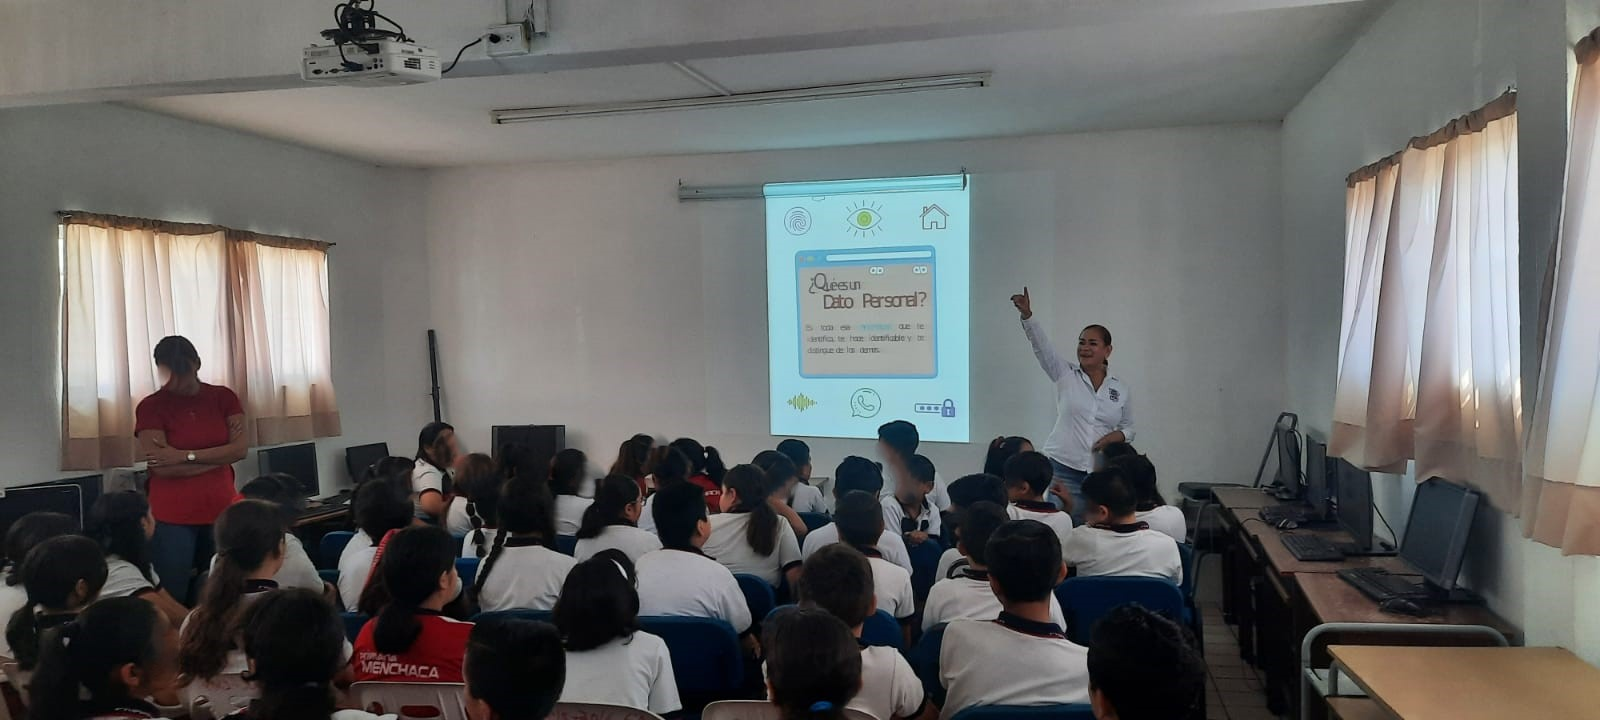 ¿Qué es un
Dato Personal?
Es toda esa información que te
identifica, te hace identificable y te
distingue de los demás.
MENCHACA